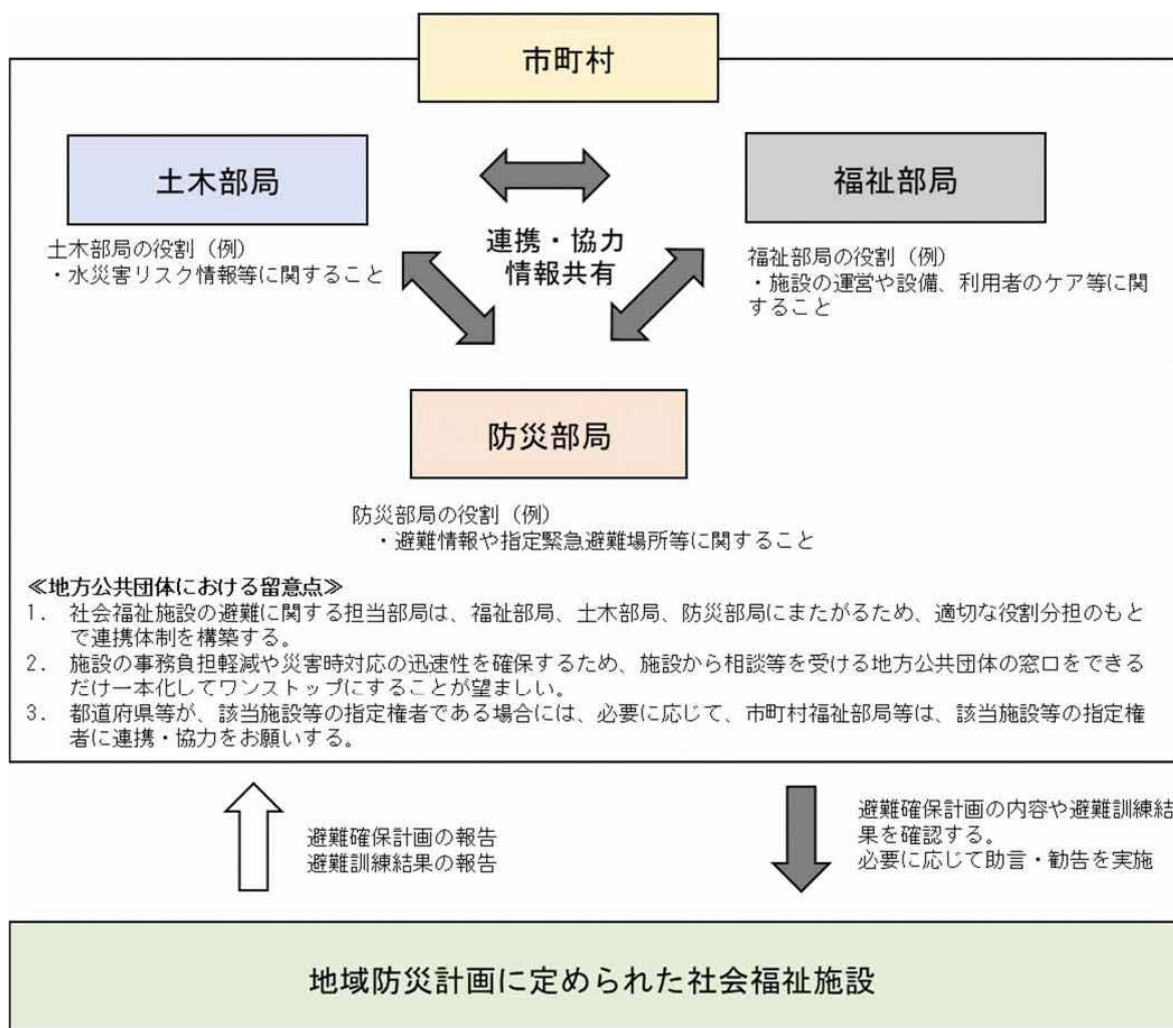 市町村
土木部局
福祉部局
連携・協力
情報共有
土木部局の役割（例）
・水災害リスク情報等に関すること
福祉部局の役割（例）
・施設の運営や設備、利用者のケア等に関
すること
防災部局
防災部局の役割（例）
・避難情報や指定緊急避難場所等に関すること
≪地方公共団体における留意点≫
1. 社会福祉施設の避難に関する担当部局は、福祉部局、土木部局、防災部局にまたがるため、適切な役割分担のもと
で連携体制を構築する。
2. 施設の事務負担軽減や災害時対応の迅速性を確保するため、施設から相談等を受ける地方公共団体の窓口をできる
だけ一本化してワンストップにすることが望ましい。
3. 都道府県等が、該当施設等の指定権者である場合には、必要に応じて、市町村福祉部局等は、該当施設等の指定権
者に連携・協力をお願いする。
避難確保計画の報告
避難訓練結果の報告
避難確保計画の内容や避難訓練結
果を確認する。
必要に応じて助言・勧告を実施
地域防災計画に定められた社会福祉施設